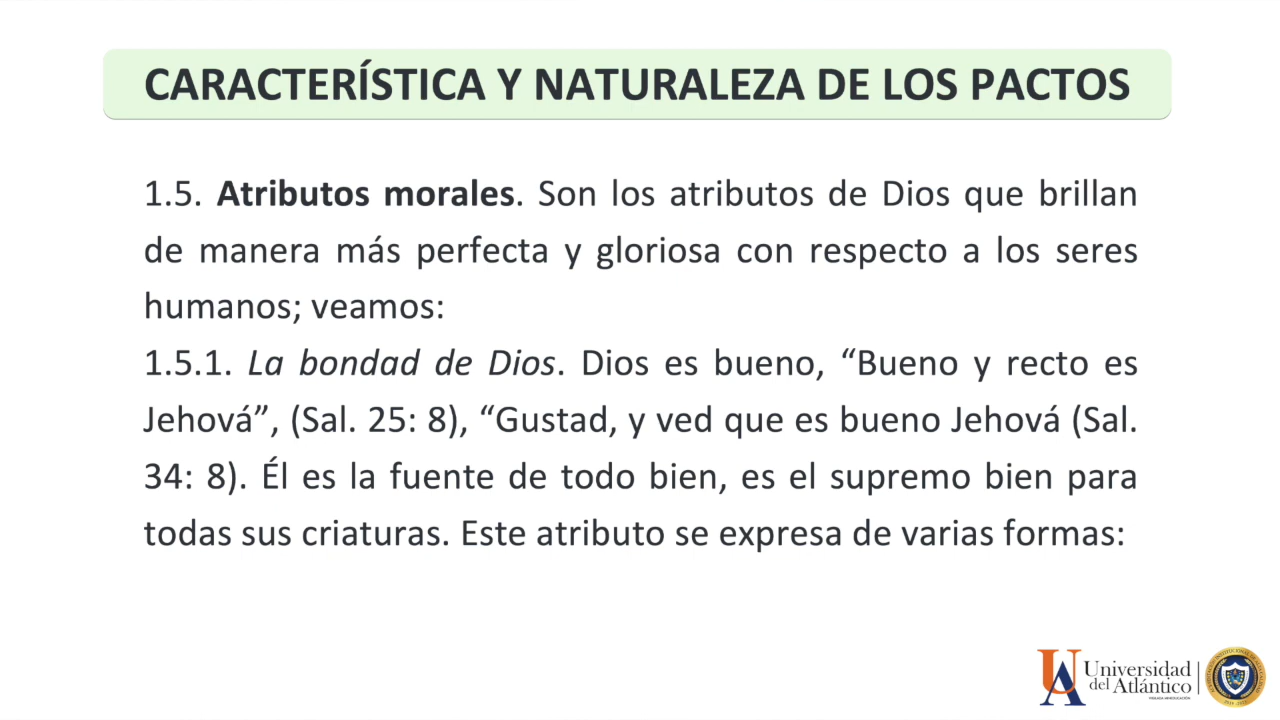 CARACTERÍSTICA Y NATURALEZA DE LOS PACTOS
1.5. Atributos morales. Son los atributos de Dios que brillan
de manera más perfecta y gloriosa con respecto a los seres
humanos; veamos:
1.5.1. La bondad de Dios. Dios es bueno, “Bueno y recto es
Jehová”, (Sal. 25: 8), “Gustad, y ved que es bueno Jehová (Sal.
34: 8). Él es la fuente de todo bien, es el supremo bien para
todas sus criaturas. Este atributo se expresa de varias formas:
UA
Universidad
del Atlántico